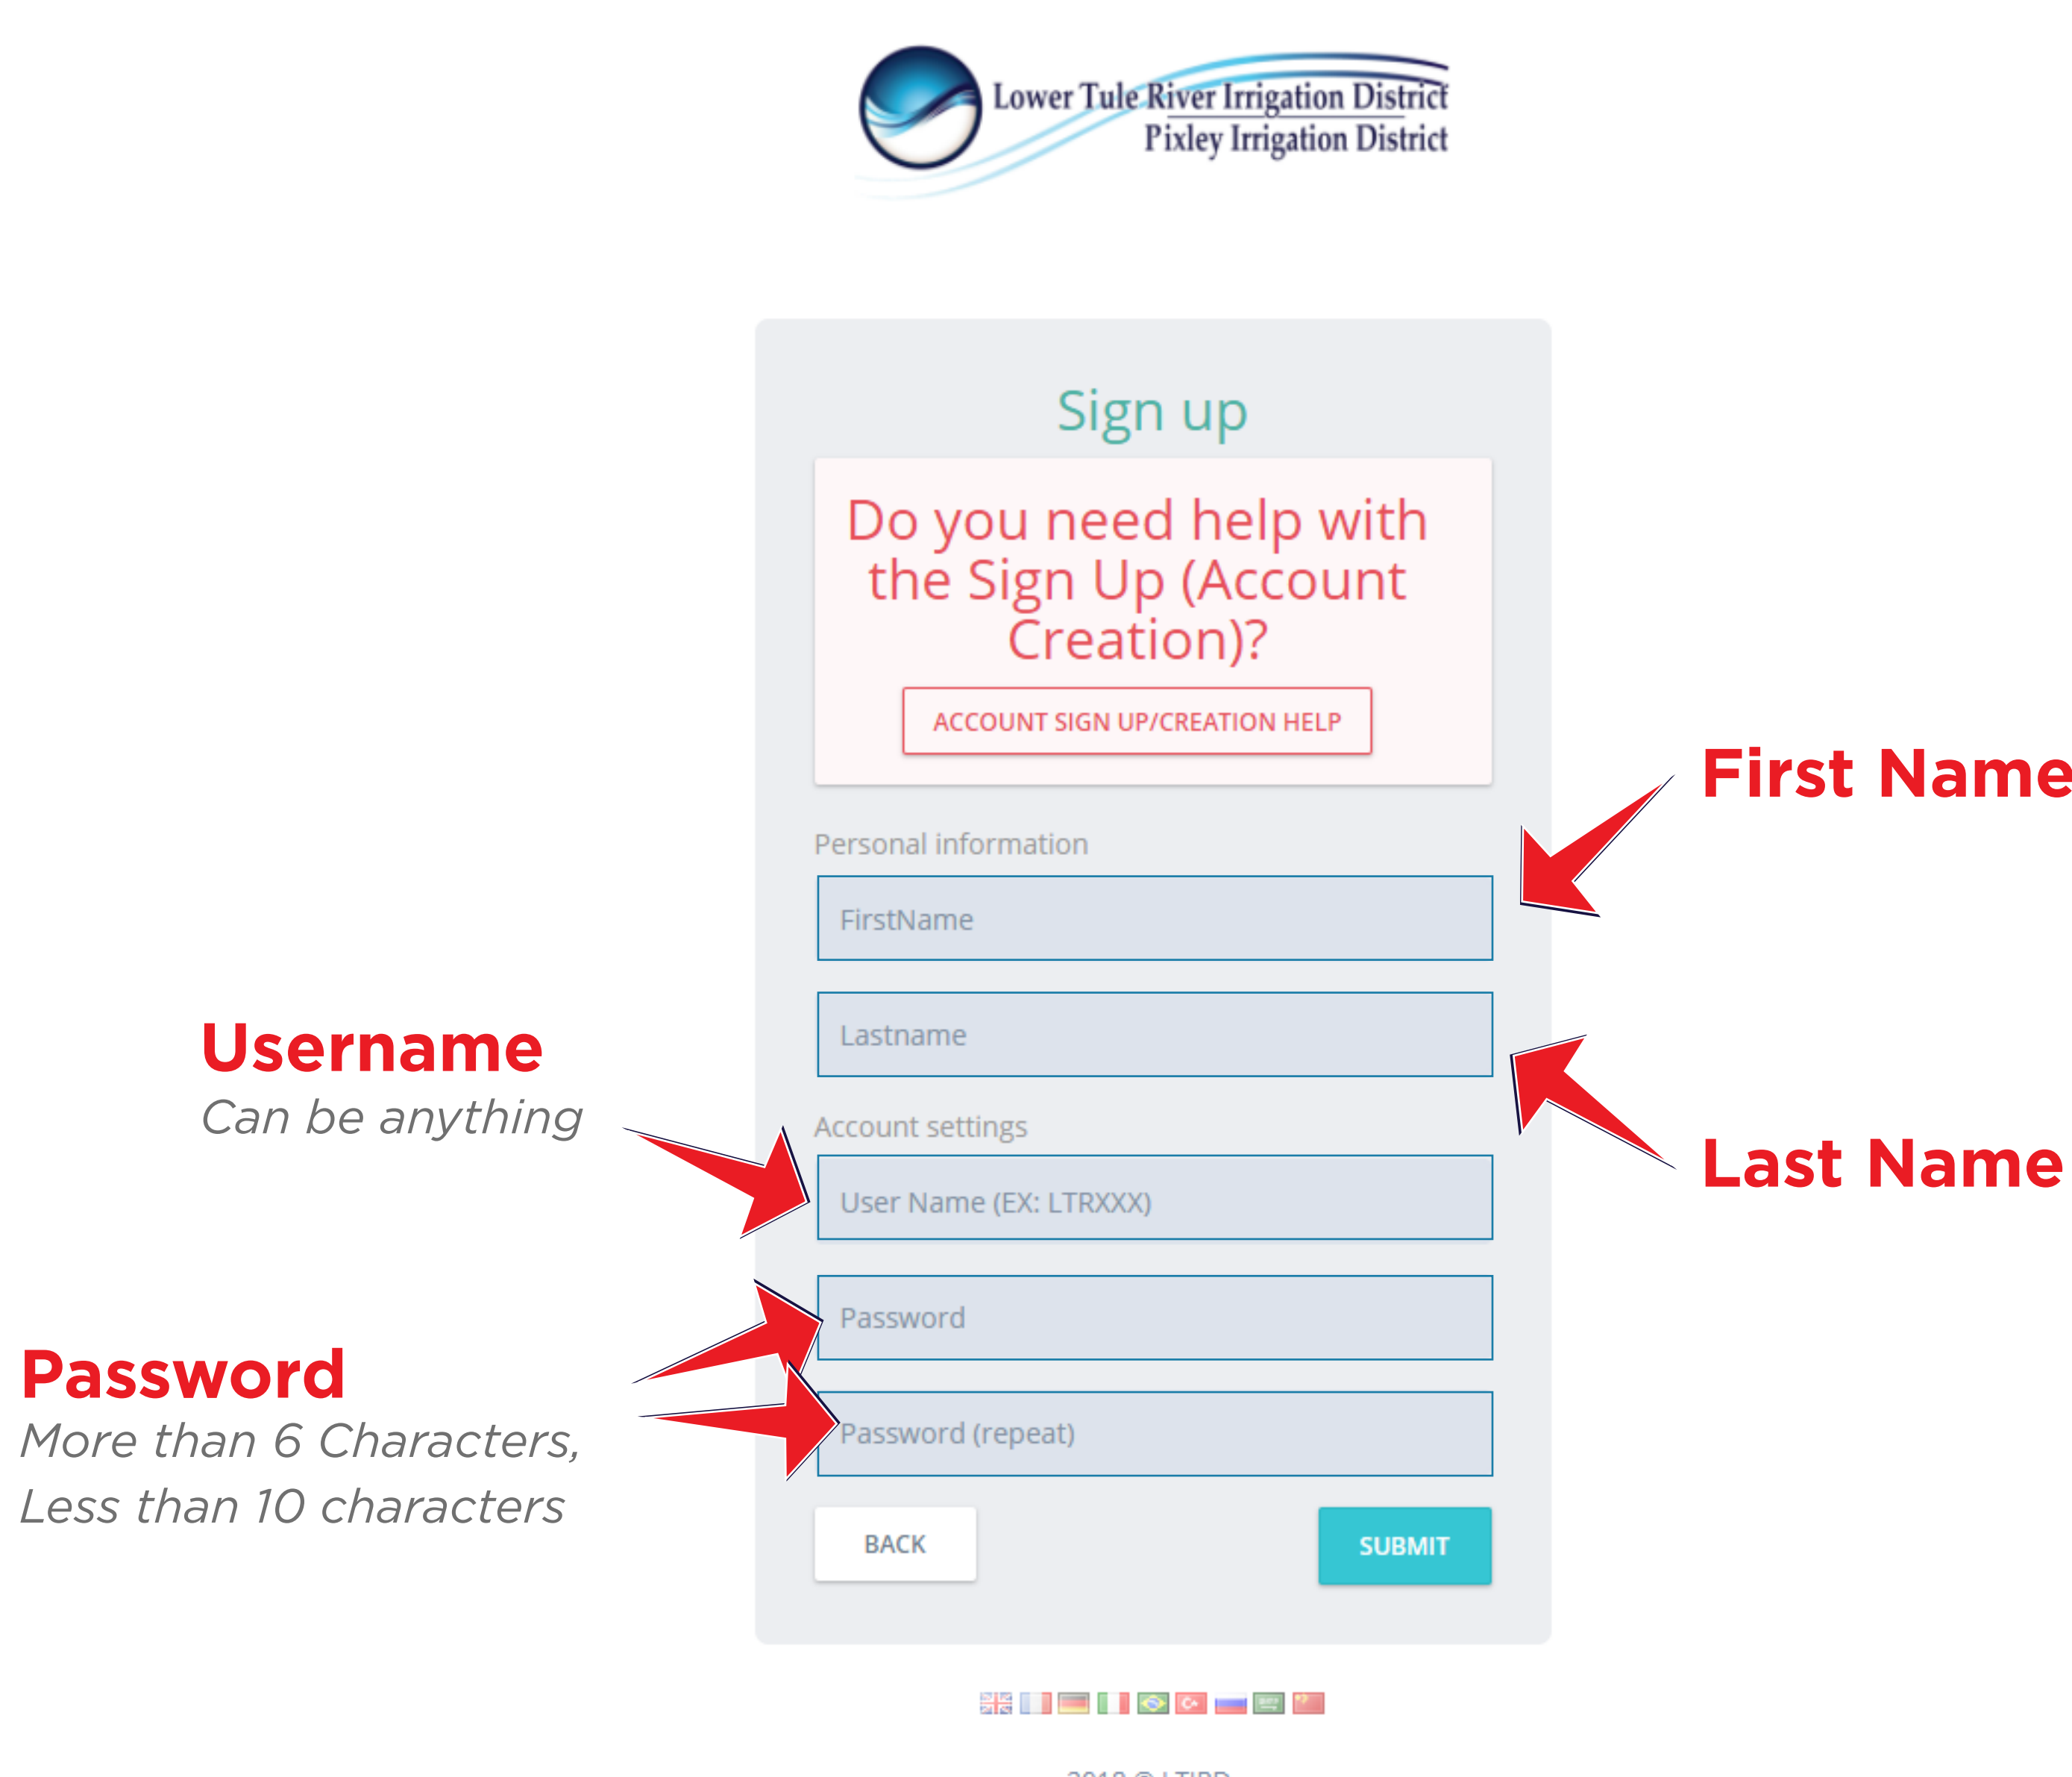 Lower Tule River Irrigation District
Pixley Irrigation District
Sign up
Do you need help with
the Sign Up (Account
Creation)?
ACCOUNT SIGN UP/CREATION HELP
First Name
Personal information
FirstName
Lastname
Last Name
Username
Can be anything
Account settings
User Name (EX: LTRXXX)
Password
More than 6 Characters,
Less than 10 characters
Password
Password (repeat)
BACK
SUBMIT
2018 © LTIRD